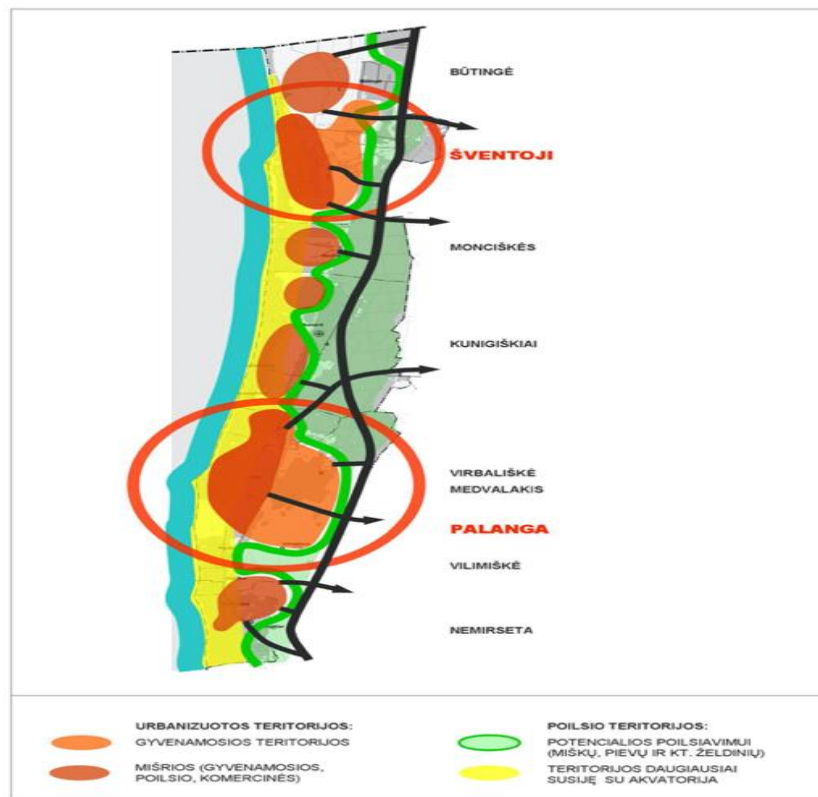 BŪTINGĖ
ŠVENTOJI
MONCIŠKĖS
KUNIGIŠKIAI
VIRBALIŠKĖ
MEDVALAKIS
PALANGA
VILIMIŠKĖ
NEMIRSETA
URBANIZUOTOS TERITORIJOS:
GYVENAMOSIOS TERITORIJOS
MIŠRIOS (GYVENAMOSIOS,
POILSIO, KOMERCINĖS)
POILSIO TERITORIJOS:
POTENCIALIOS POILSIAVIMUI
(MIŠKŲ, PIEVŲ IR KT. ŽELDINIŲ)
TERITORIJOS DAUGIAUSIAI
SUSIJĘ SU AKVATORIJA